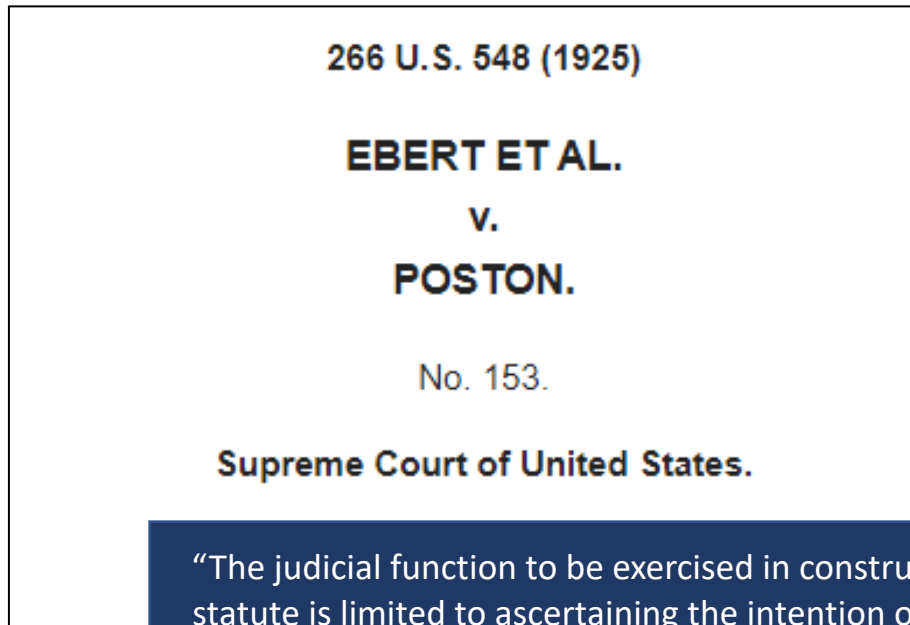 266 U.S. 548 (1925)
EBERT ET AL.
v.
POSTON.
No. 153.
Supreme Court of United States.
“The judicial function to be exercised in constru
statute is limited to ascertaining the intention o